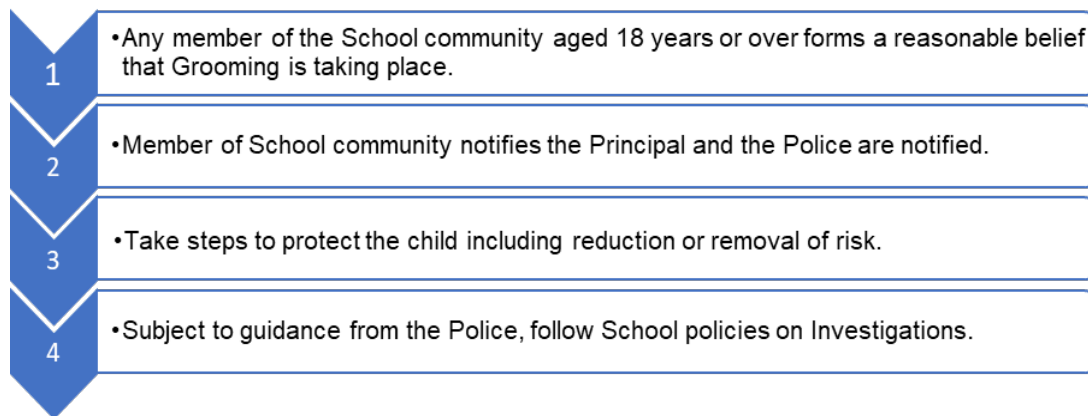 1
•Any member of the School community aged 18 years or over forms a reasonable belief
that Grooming is taking place.
2
•Member of School community notifies the Principal and the Police are notified.
3
•Take steps to protect the child including reduction or removal of risk.
4
•Subject to guidance from the Police, follow School policies on Investigations.